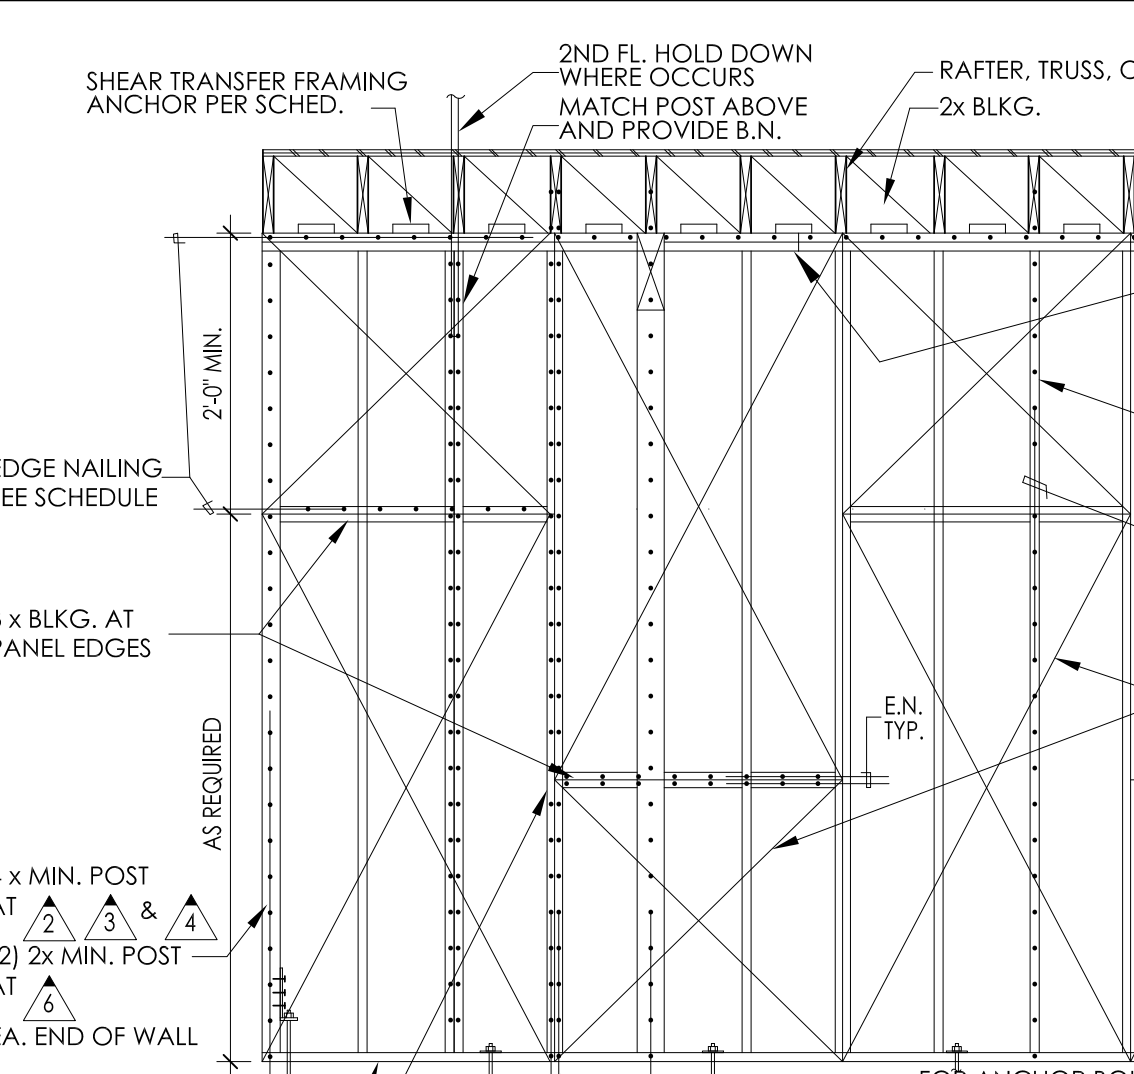 2ND FL. HOLD DOWN
WHERE OCCURS
SHEAR TRANSFER FRAMING
ANCHOR PER SCHED.
MATCH POST ABOVE
AND PROVIDE B.N.
RAFTER, TRUSS,
2x BLKG.
2'-0" MIN.
EDGE NAILING
SCHEDULE
x BLKG. AT
PANEL EDGES
E.N.
TYP.
AS REQUIRED
x MIN. POST
AT 2 3 & 4
2) 2x MIN. POST
AT 6
EA. END OF WALL